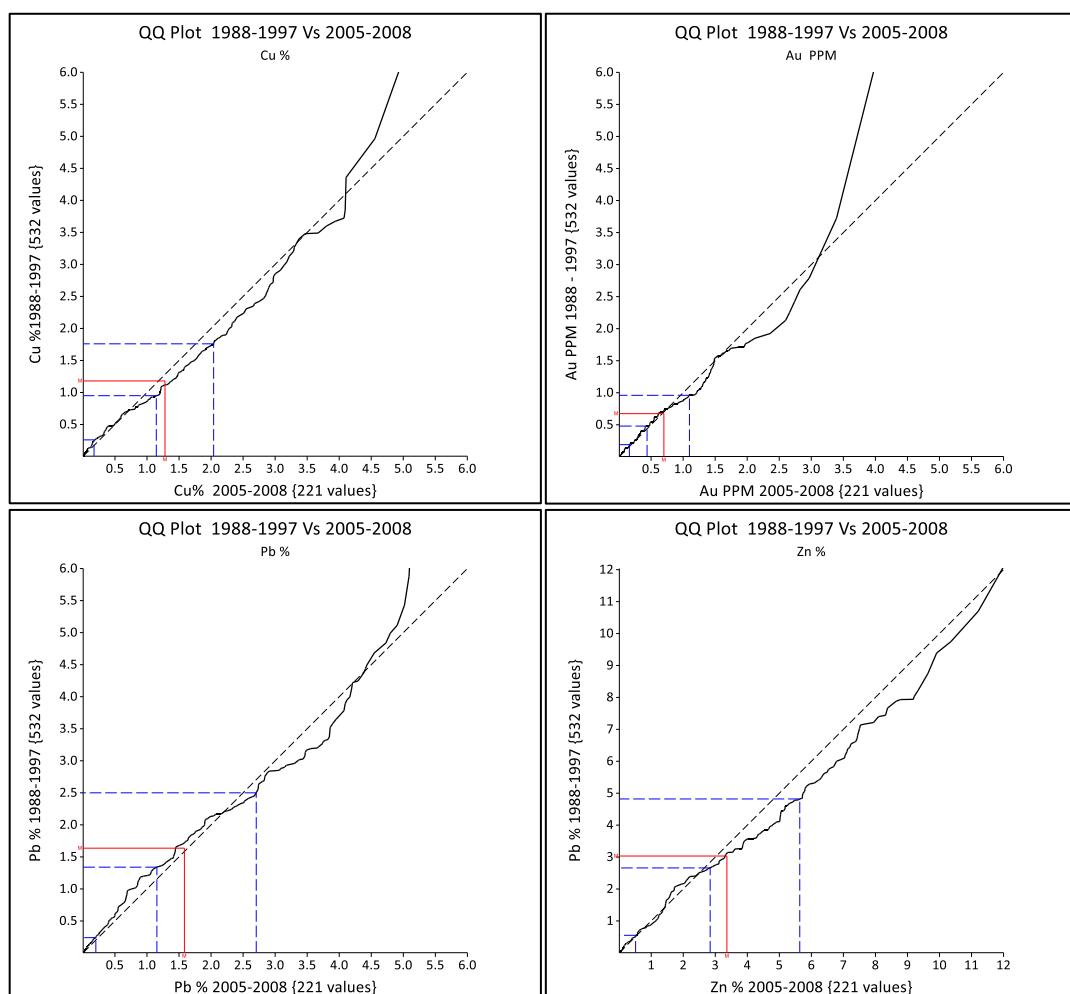 QQ Plot 1988-1997 Vs 2005-2008
Cu %
6.0
5.5
5.0
4.5
4.0
3.5
3.0
2.5
2.0
1.5
1.0
0.5
Cu %1988-1997 {532 values}
M
0.5 1.0 1.5 2.0 2.5 3.0 3.5 4.0 4.5 5.0 5.5 6.0
M
Cu% 2005-2008 {221 values}
QQ Plot 1988-1997 Vs 2005-2008
Au PPM
6.0
5.5
5.0
4.5
4.0
3.5
3.0
2.5
2.0
1.5
1.0
0.5
Au PPM 1988 - 1997 {532 values}
M
0.5 1.0 1.5 2.0 2.5 3.0 3.5 4.0 4.5 5.0 5.5 6.0
M
Au PPM 2005-2008 {221 values}
QQ Plot 1988-1997 Vs 2005-2008
Pb %
6.0
5.5
5.0
4.5
4.0
3.5
3.0
2.5
2.0
1.5
1.0
0.5
Pb % 1988-1997 {532 values}
M
0.5 1.0 1.5 2.0 2.5 3.0 3.5 4.0 4.5 5.0 5.5 6.0
M
Pb % 2005-2008 {221 values}
QQ Plot 1988-1997 Vs 2005-2008
Zn %
12
11
10
9
8
7
6
5
4
3
2
1
Pb % 1988-1997 {532 values}
M
1 2 3 4 5 6 7 8 9 10 11 12
M
Zn % 2005-2008 {221 values}